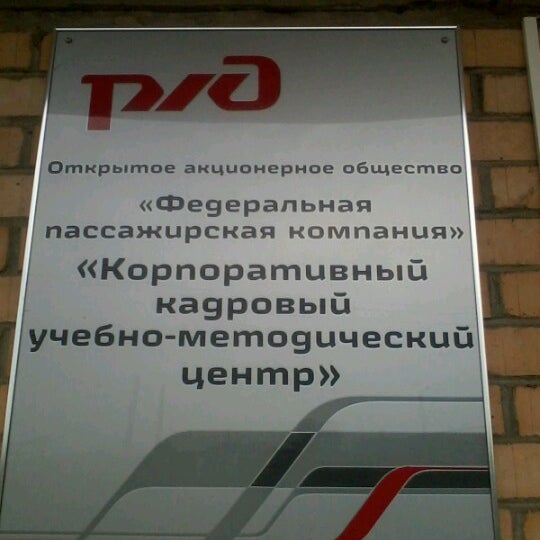 ржд
Открытое акционерное общество
«Федеральная
пассажирская компания»
«Корпоративный
кадровый
учебно-методический
центр»